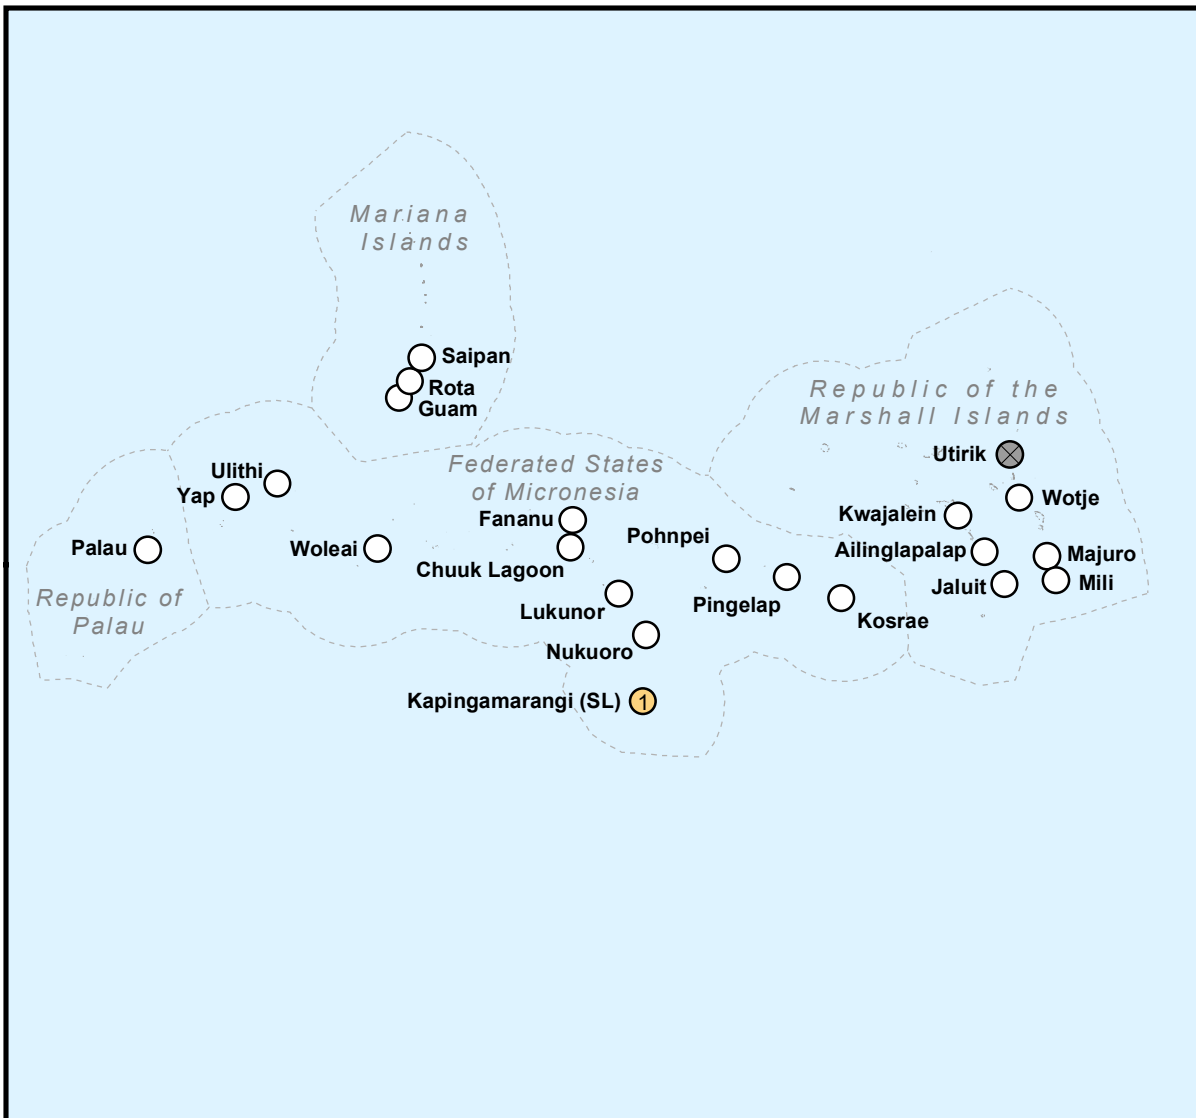 Mariana
Islands
Saipan
Rota
Guam
Republic of the
Marshall Islands
Utirik
Federated States
of Micronesia
Ulithi
Yap
Wotje
Kwajalein
Fananu
Pohnpei
Palau
Woleai
Ailinglapalap
Majuro
Chuuk Lagoon
Jaluit
Mili
Republic of
Palau
Lukunor
Pingelap
Kosrae
Nukuoro
Kapingamarangi (SL)
1